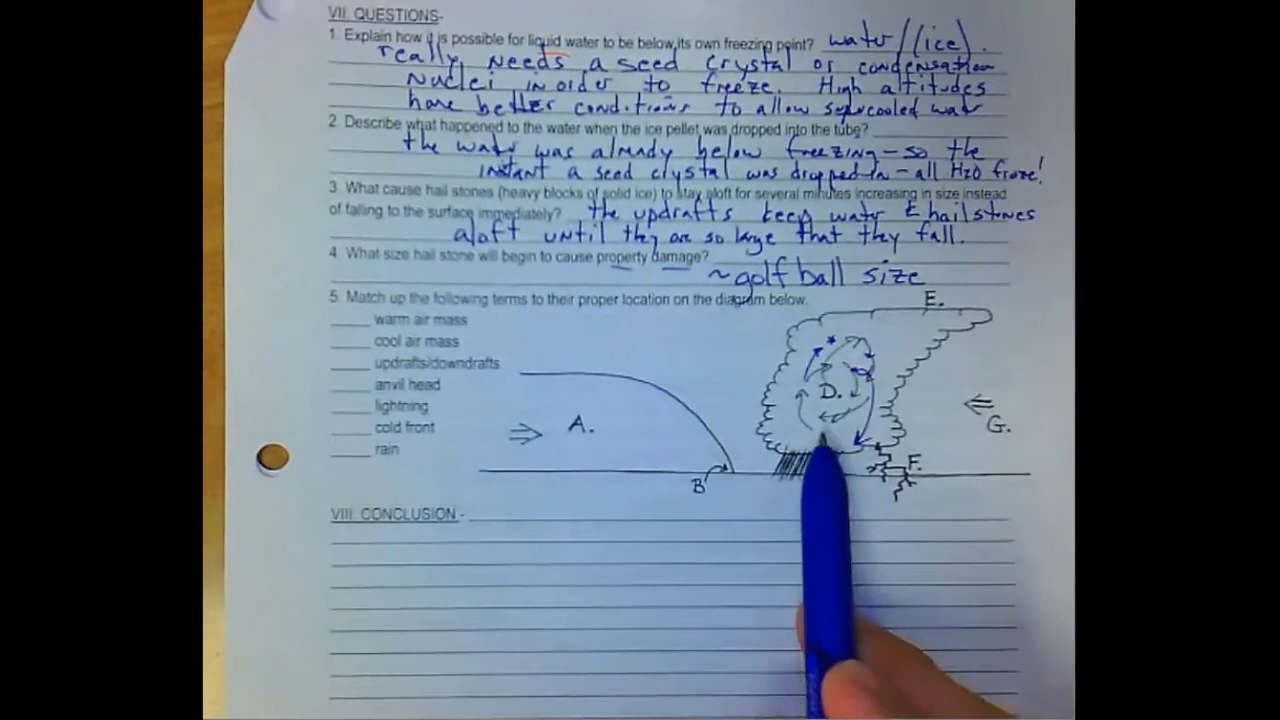 VII. QUESTIONS-
1. Explain how it is possible for liquid water to be below its own freezing point? water/(ice).
really needs a seed crystal or condensation
Nuclei in order to freeze. High altitudes
have better conditions to allow supercooled water
2. Describe what happened to the water when the ice pellet was dropped into the tube?
the water was already below freezing - so the
instant a seed crystal was dropped in - all H2O froze!
3. What cause hail stones (heavy blocks of solid ice) to stay aloft for several minutes increasing in size instead
of falling to the surface immediately? the updrafts keep water & hailstones
aloft until they are so large that they fall.
4. What size hail stone will begin to cause property damage?
~golf ball size
5. Match up the following terms to their proper location on the diagram below.
E.
warm air mass
cool air mass
updrafts/downdrafts
anvil head
D.
lightning
A.
G.
cold front
rain
F.
B
VIII. CONCLUSION -